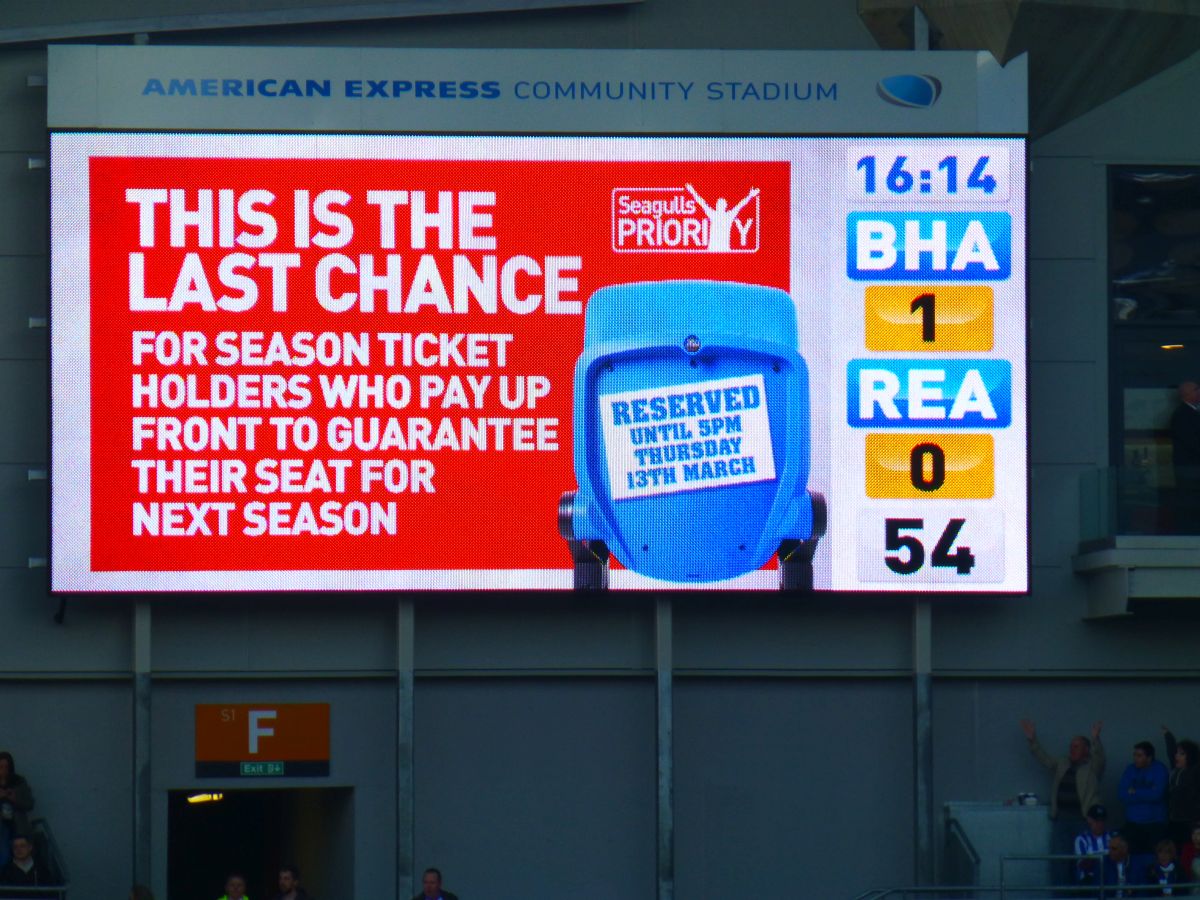 AMERICAN EXPRESS COMMUNITY STADIUM
THIS IS THE
LAST CHANCE
FOR SEASON TICKET
HOLDERS WHO PAY UP
FRONT TO GUARANTEE
THEIR SEAT FOR
NEXT SEASON
Seagulls
PRIORITY
RESERVED
UNTIL 5PM
THURSDAY
13TH MARCH
16:14
BHA
1
REA
0
54
S1
F
Exit